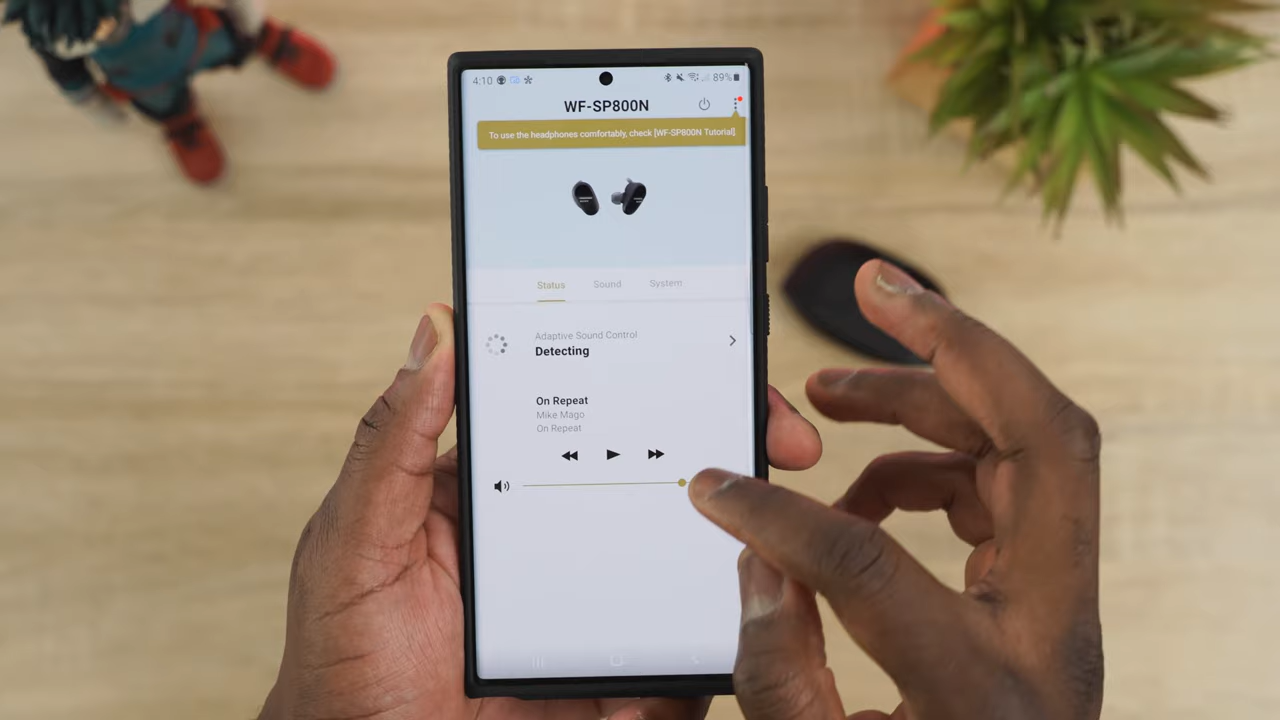 4:10 89%
WF-SP800N
To use the headphones comfortably, check [WF-SP800N Tutorial]
Status Sound System
Adaptive Sound Control
Detecting
On Repeat
Mike Mago
On Repeat